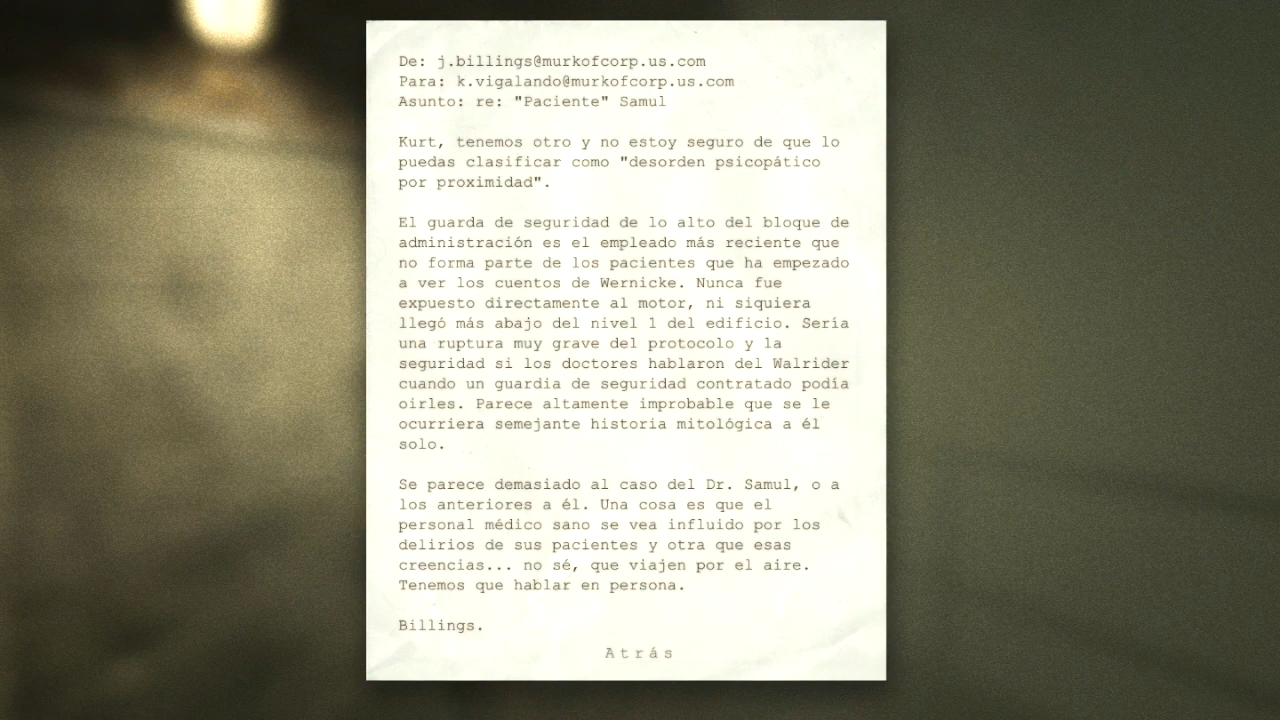 De: j.billings@murkofcorp.us.com
Para: k.vigalando@murkofcorp.us.com
Asunto: re: "Paciente" Samul
Kurt, tenemos otro y no estoy seguro de que lo
puedas clasificar como "desorden psicopático
por proximidad".
El guarda de seguridad de lo alto del bloque de
administración es el empleado más reciente que
no forma parte de los pacientes que ha empezado
a ver los cuentos de Wernicke. Nunca fue
expuesto directamente al motor, ni siquiera
llegó más abajo del nivel 1 del edificio. Sería
una ruptura muy grave del protocolo y la
seguridad si los doctores hablaron del Walrider
cuando un guardia de seguridad contratado podía
oirles. Parece altamente improbable que se le
ocurriera semejante historia mitológica a él
solo.
Se parece demasiado al caso del Dr. Samul, o a
los anteriores a él. Una cosa es que el
personal médico sano se vea influido por los
delirios de sus pacientes y otra que esas
creencias... no sé, que viajen por el aire.
Tenemos que hablar en persona.
Billings.
Atrás